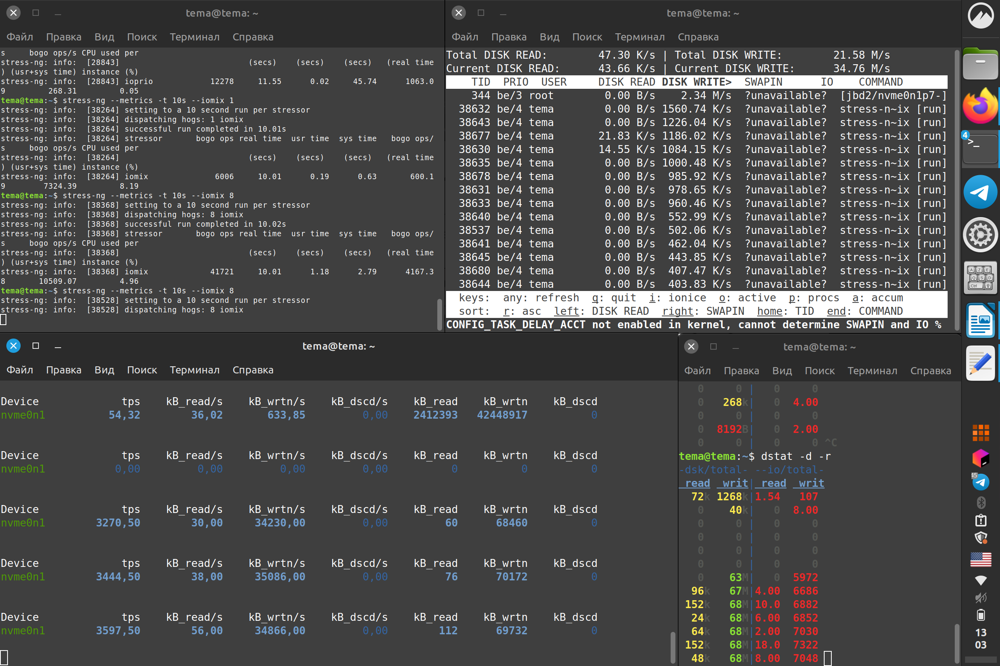 tema@tema: ~
Файл Правка Вид Поиск Терминал Справка
s     bogo ops/s CPU used per
stress-ng: info:  [28843]                           (secs)    (secs)    (secs)   (real time
) (usr+sys time) instance (%)
stress-ng: info:  [28843] ioprio            12278     11.55      0.02     45.74      1063.0
9         268.31         0.05
tema@tema:~$ stress-ng --metrics -t 10s --iomix 1
stress-ng: info:  [38264] setting to a 10 second run per stressor
stress-ng: info:  [38264] dispatching hogs: 1 iomix
stress-ng: info:  [38264] successful run completed in 10.01s
stress-ng: info:  [38264] stressor       bogo ops real time  usr time  sys time   bogo ops/
s     bogo ops/s CPU used per
stress-ng: info:  [38264]                           (secs)    (secs)    (secs)   (real time
) (usr+sys time) instance (%)
stress-ng: info:  [38264] iomix              6006     10.01      0.19      0.63       600.1
9        7324.39         8.19
tema@tema:~$ stress-ng --metrics -t 10s --iomix 8
stress-ng: info:  [38368] setting to a 10 second run per stressor
stress-ng: info:  [38368] dispatching hogs: 8 iomix
stress-ng: info:  [38368] successful run completed in 10.02s
stress-ng: info:  [38368] stressor       bogo ops real time  usr time  sys time   bogo ops/
s     bogo ops/s CPU used per
stress-ng: info:  [38368]                           (secs)    (secs)    (secs)   (real time
) (usr+sys time) instance (%)
stress-ng: info:  [38368] iomix             41721     10.01      1.18      2.79      4167.3
8       10509.07         4.96
tema@tema:~$ stress-ng --metrics -t 10s --iomix 8
stress-ng: info:  [38528] setting to a 10 second run per stressor
stress-ng: info:  [38528] dispatching hogs: 8 iomix
tema@tema: ~
Файл Правка Вид Поиск Терминал Справка
Total DISK READ:        47.30 K/s | Total DISK WRITE:        21.58 M/s
Current DISK READ:      43.66 K/s | Current DISK WRITE:      34.76 M/s
TID  PRIO  USER     DISK READ DISK WRITE>  SWAPIN      IO    COMMAND
344 be/3 root        0.00 B/s    2.34 M/s  ?unavailable?  [jbd2/nvme0n1p7-]
38632 be/4 tema        0.00 B/s 1560.74 K/s  ?unavailable?  stress-n~ix [run]
38643 be/4 tema        0.00 B/s 1226.04 K/s  ?unavailable?  stress-n~ix [run]
38677 be/4 tema       21.83 K/s 1186.02 K/s  ?unavailable?  stress-n~ix [run]
38630 be/4 tema       14.55 K/s 1084.15 K/s  ?unavailable?  stress-n~ix [run]
38635 be/4 tema        0.00 B/s 1000.48 K/s  ?unavailable?  stress-n~ix [run]
38678 be/4 tema        0.00 B/s  985.92 K/s  ?unavailable?  stress-n~ix [run]
38631 be/4 tema        0.00 B/s  978.65 K/s  ?unavailable?  stress-n~ix [run]
38633 be/4 tema        0.00 B/s  960.46 K/s  ?unavailable?  stress-n~ix [run]
38640 be/4 tema        0.00 B/s  552.99 K/s  ?unavailable?  stress-n~ix [run]
38537 be/4 tema        0.00 B/s  502.06 K/s  ?unavailable?  stress-n~ix [run]
38641 be/4 tema        0.00 B/s  462.04 K/s  ?unavailable?  stress-n~ix [run]
38645 be/4 tema        0.00 B/s  443.85 K/s  ?unavailable?  stress-n~ix [run]
38680 be/4 tema        0.00 B/s  407.47 K/s  ?unavailable?  stress-n~ix [run]
38644 be/4 tema        0.00 B/s  403.83 K/s  ?unavailable?  stress-n~ix [run]
keys:  any: refresh  q: quit  i: ionice  o: active  p: procs  a: accum
sort:  r: asc  left: DISK READ  right: SWAPIN  home: TID  end: COMMAND
CONFIG_TASK_DELAY_ACCT not enabled in kernel, cannot determine SWAPIN and IO %
tema@tema: ~
Файл Правка Вид Поиск Терминал Справка
Device             tps    kB_read/s    kB_wrtn/s    kB_dscd/s    kB_read    kB_wrtn    kB_dscd
nvme0n1          54,32        36,02       633,85         0,00    2412393   42448917          0
Device             tps    kB_read/s    kB_wrtn/s    kB_dscd/s    kB_read    kB_wrtn    kB_dscd
nvme0n1           0,00         0,00         0,00         0,00          0          0          0
Device             tps    kB_read/s    kB_wrtn/s    kB_dscd/s    kB_read    kB_wrtn    kB_dscd
nvme0n1        3270,50        30,00     34230,00         0,00         60      68460          0
Device             tps    kB_read/s    kB_wrtn/s    kB_dscd/s    kB_read    kB_wrtn    kB_dscd
nvme0n1        3444,50        38,00     35086,00         0,00         76      70172          0
Device             tps    kB_read/s    kB_wrtn/s    kB_dscd/s    kB_read    kB_wrtn    kB_dscd
nvme0n1        3597,50        56,00     34866,00         0,00        112      69732          0
tema@tema: ~
Файл Правка Вид Поиск Терминал Справка
0     0 |   0     0
0   268k|   0  4.00
0     0 |   0     0
0  8192B|   0  2.00
0     0 |   0     0 ^C
tema@tema:~$ dstat -d -r
-dsk/total- --io/total-
read  writ| read  writ
72k 1268k|1.54   107
0    40k|   0  8.00
0     0 |   0     0
0     0 |   0     0
0     0 |   0     0
0     0 |   0     0
0    63M|   0  5972
96k   67M|4.00  6686
152k   68M|10.0  6882
24k   68M|6.00  6852
64k   68M|2.00  7030
152k   68M|18.0  7322
48k   68M|8.00  7048
4
>_
A Z E
Q S D
Ctrl
45
13
03